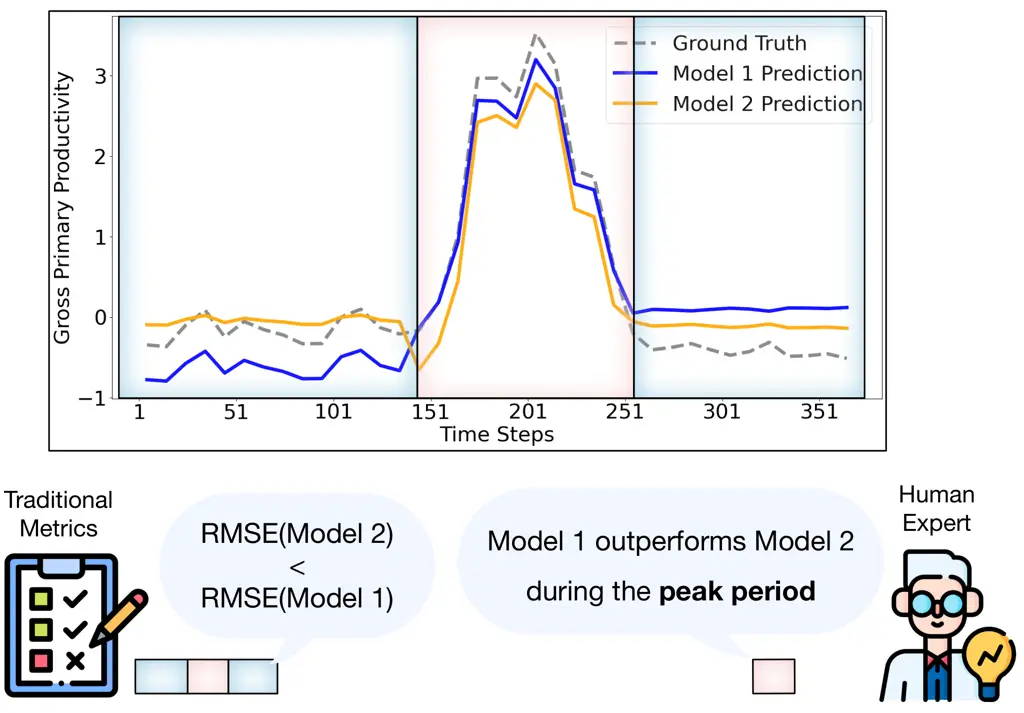 Ground Truth
Model 1 Prediction
Model 2 Prediction
Gross Primary Productivity
3
2
1
0
−1
1
51
101
151
201
251
301
351
Time Steps
Traditional
Metrics
RMSE(Model 2)
<
RMSE(Model 1)
Model 1 outperforms Model 2
during the peak period
Human
Expert